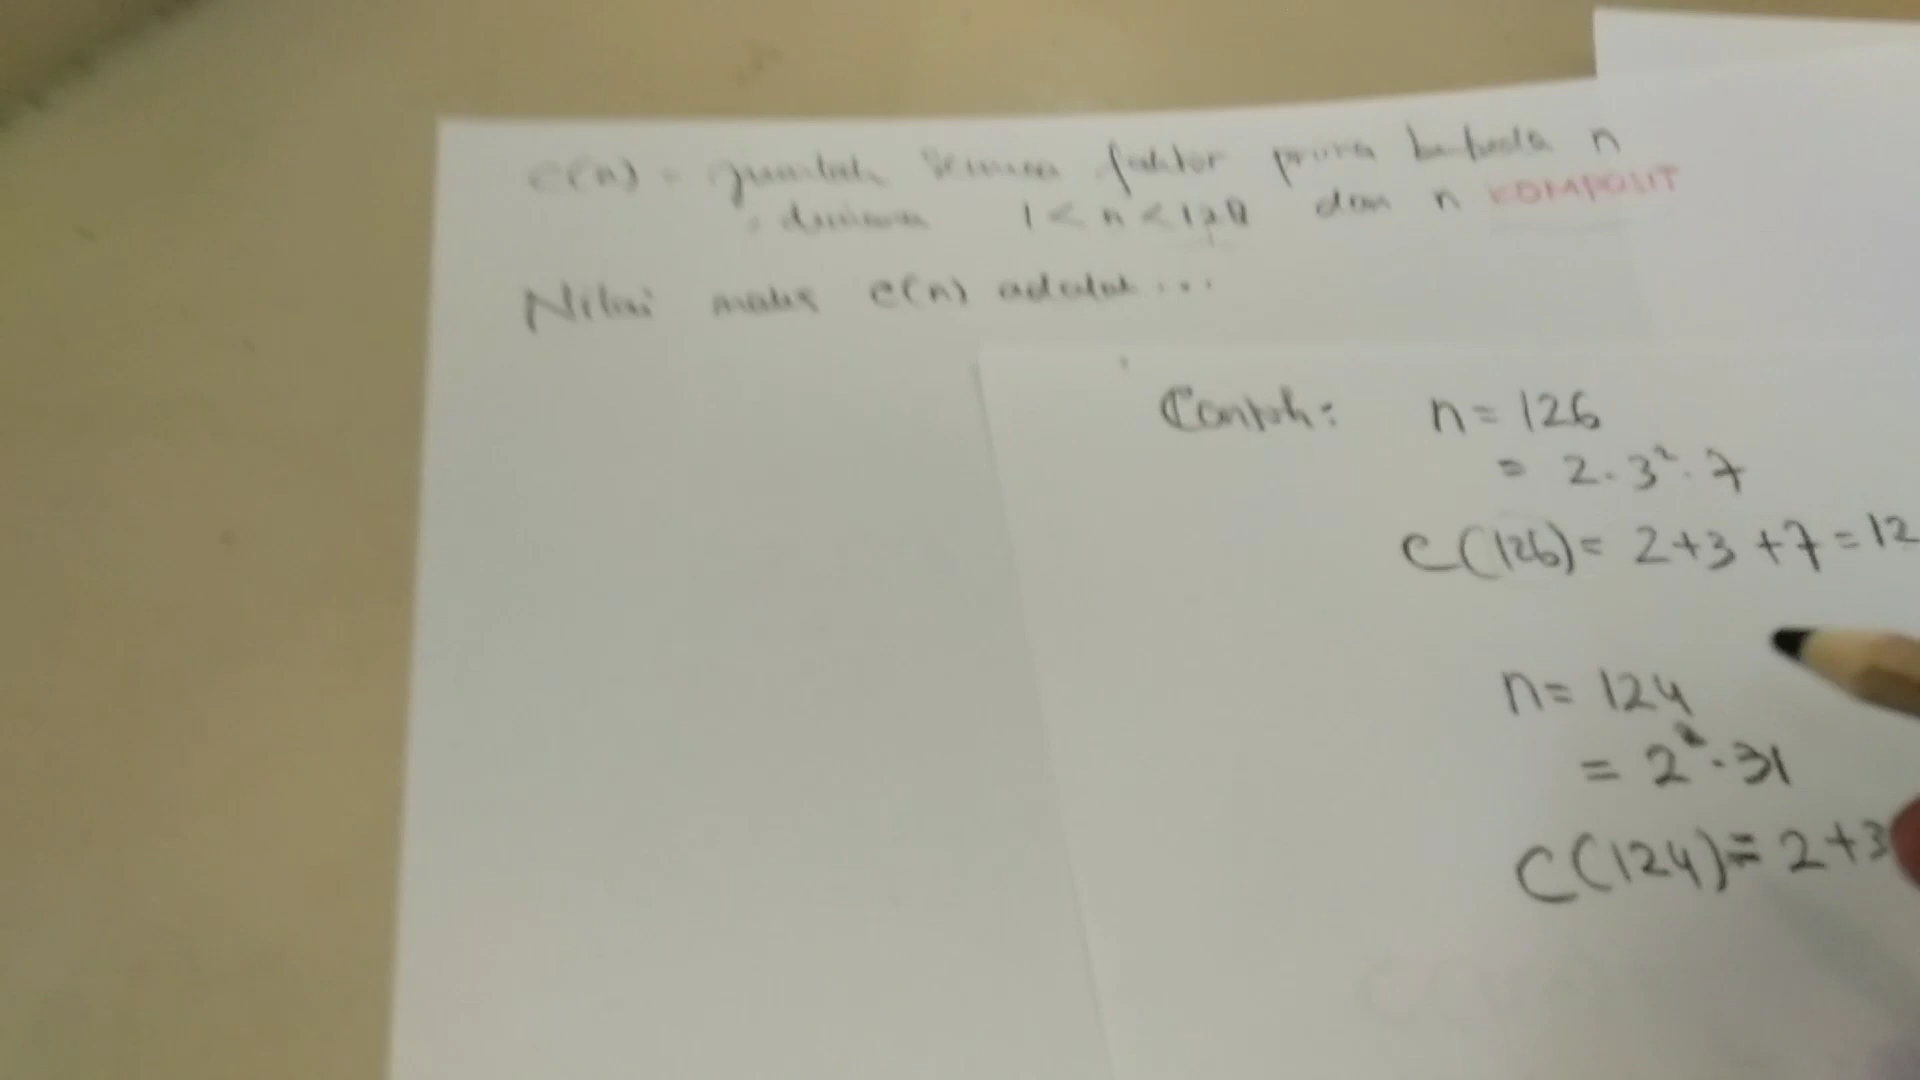 c(n) = jumlah semua faktor prima berbeda n
dimana 1 < n < 128 dan n KOMPOSIT
Nilai maks c(n) adalah ...
Contoh: n = 126
= 2 · 3² · 7
C(126) = 2+3+7=12
n = 124
= 2² · 31
C(124) = 2+3